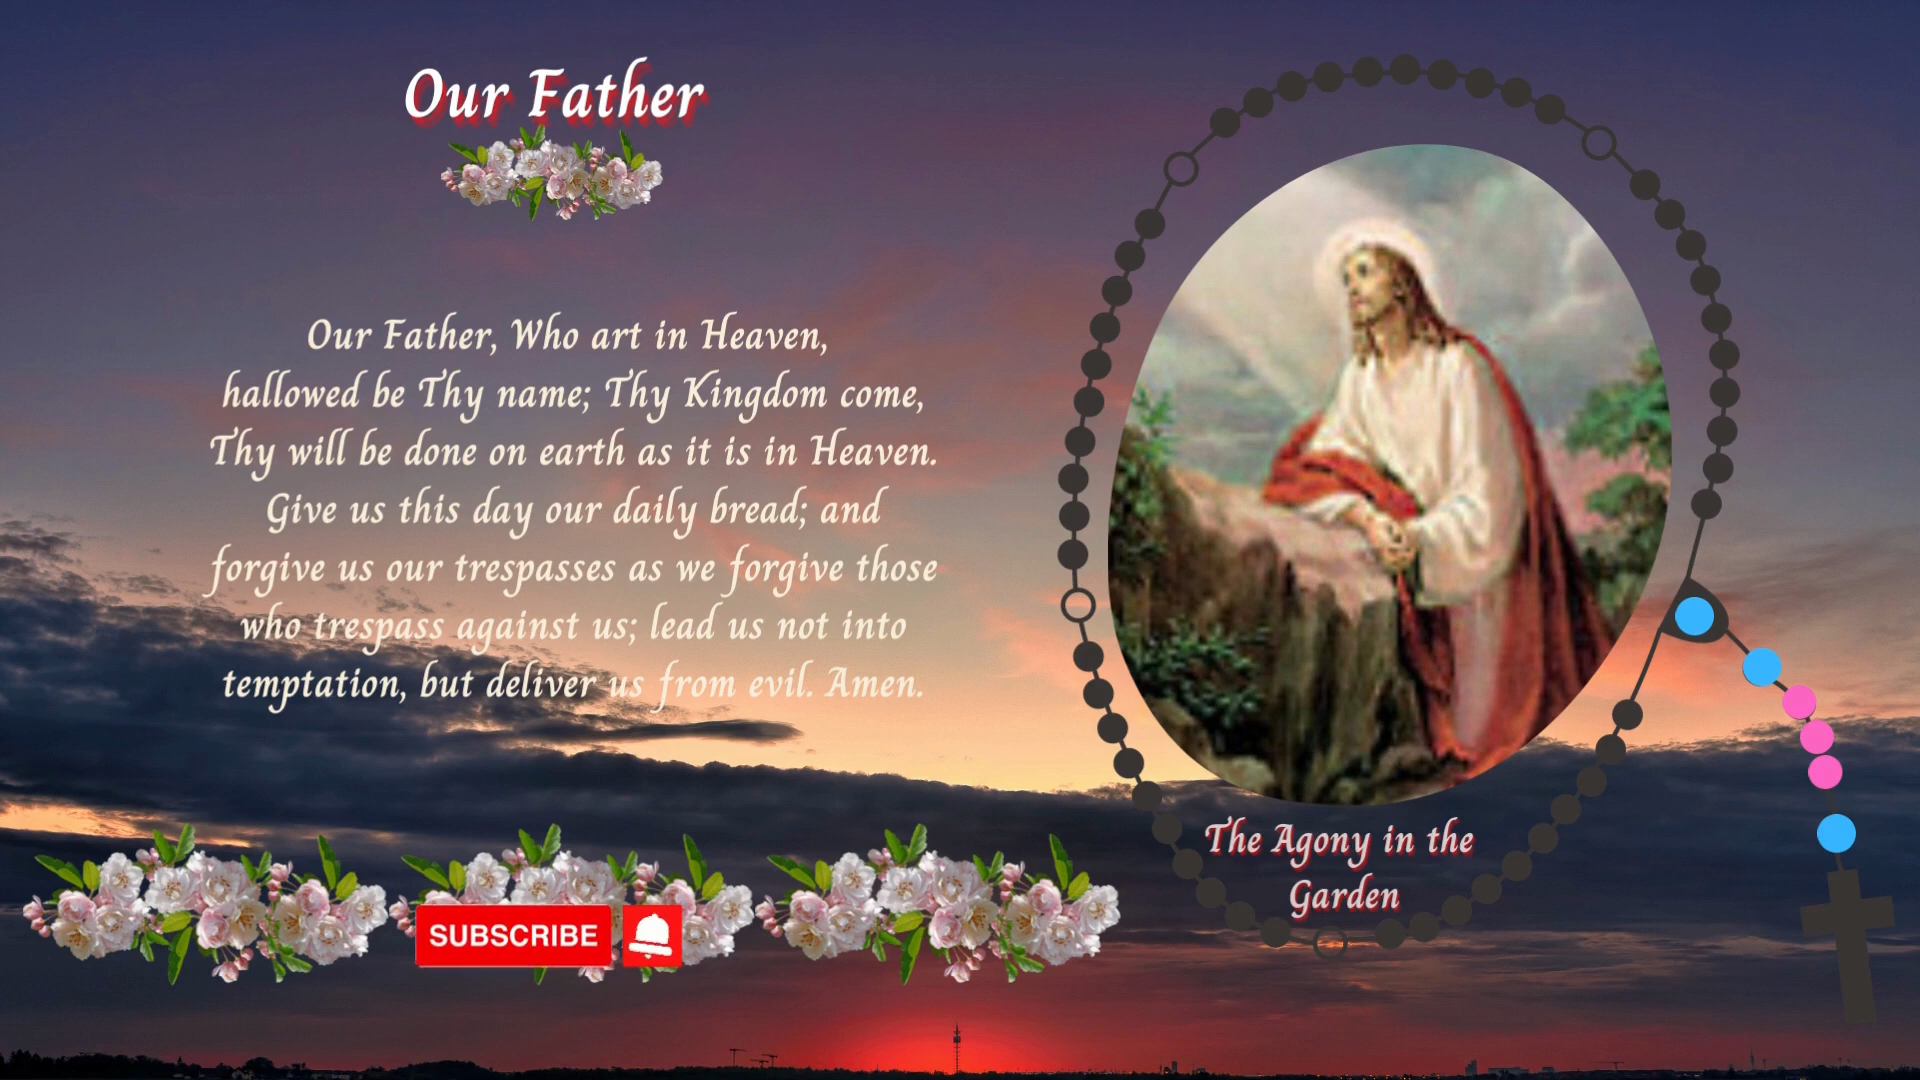 Our Father
Our Father, Who art in Heaven,
hallowed be Thy name; Thy Kingdom come,
Thy will be done on earth as it is in Heaven.
Give us this day our daily bread; and
forgive us our trespasses as we forgive those
who trespass against us; lead us not into
temptation, but deliver us from evil. Amen.
The Agony in the
Garden
SUBSCRIBE